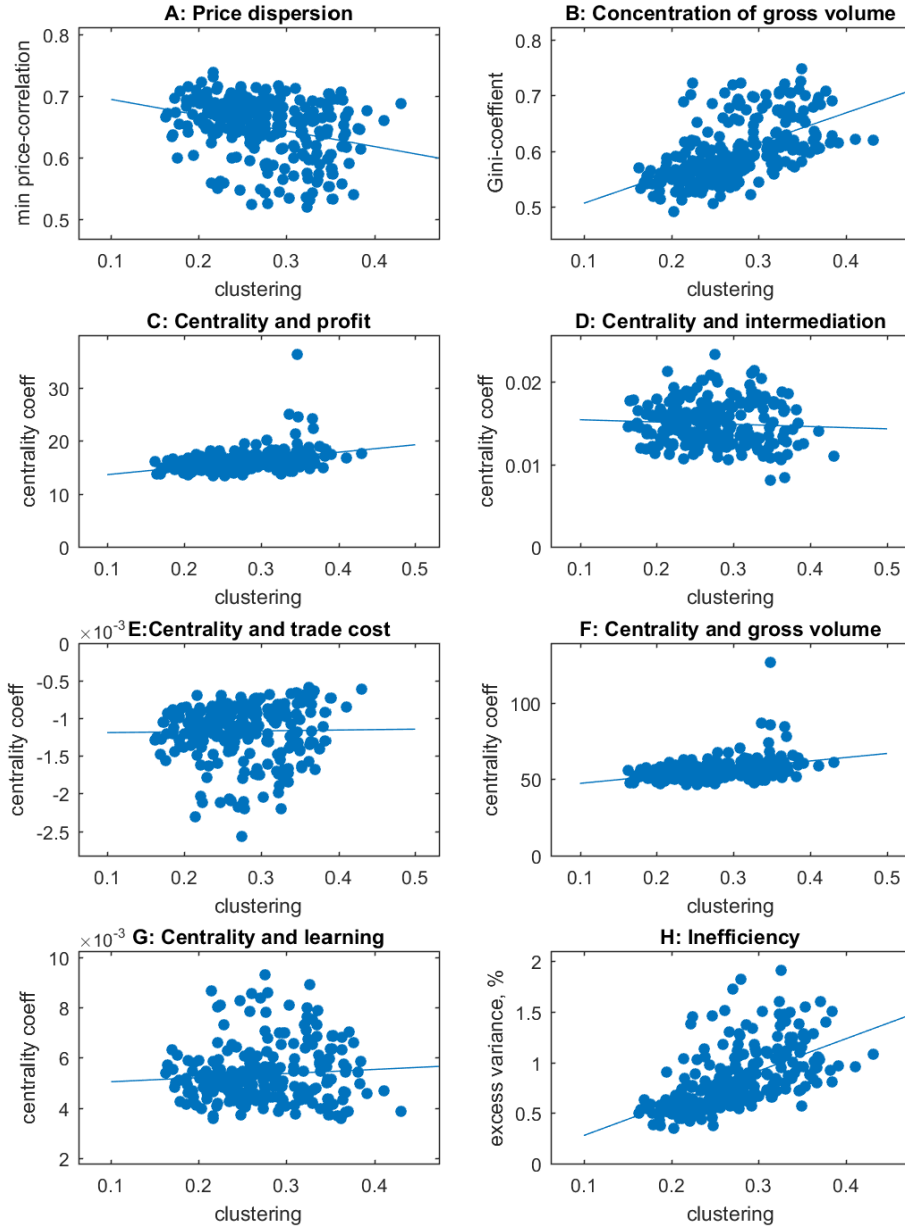 A: Price dispersion
0.8
0.7
0.6
0.5
min price-correlation
0.1 0.2 0.3 0.4
clustering
B: Concentration of gross volume
0.8
0.7
0.6
0.5
Gini-coeffient
0.1 0.2 0.3 0.4
clustering
C: Centrality and profit
30
20
10
0
centrality coeff
0.1 0.2 0.3 0.4 0.5
clustering
D: Centrality and intermediation
0.02
0.01
0
centrality coeff
0.1 0.2 0.3 0.4 0.5
clustering
×10-3
E:Centrality and trade cost
0
-0.5
-1
-1.5
-2
-2.5
centrality coeff
0.1 0.2 0.3 0.4 0.5
clustering
F: Centrality and gross volume
100
50
0
centrality coeff
0.1 0.2 0.3 0.4 0.5
clustering
×10-3
G: Centrality and learning
10
8
6
4
2
centrality coeff
0.1 0.2 0.3 0.4
clustering
H: Inefficiency
2
1.5
1
0.5
0
excess variance, %
0.1 0.2 0.3 0.4
clustering